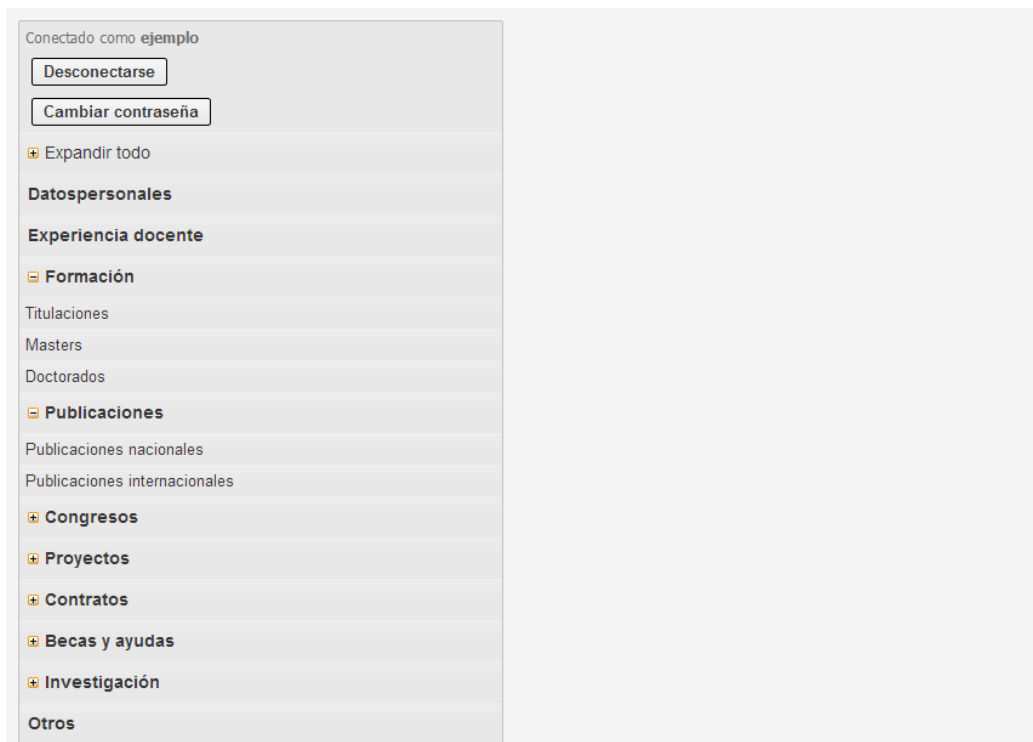 Conectado como ejemplo
Desconectarse
Cambiar contraseña
Expandir todo
Datospersonales
Experiencia docente
Formación
Titulaciones
Masters
Doctorados
Publicaciones
Publicaciones nacionales
Publicaciones internacionales
Congresos
Proyectos
Contratos
Becas y ayudas
Investigación
Otros